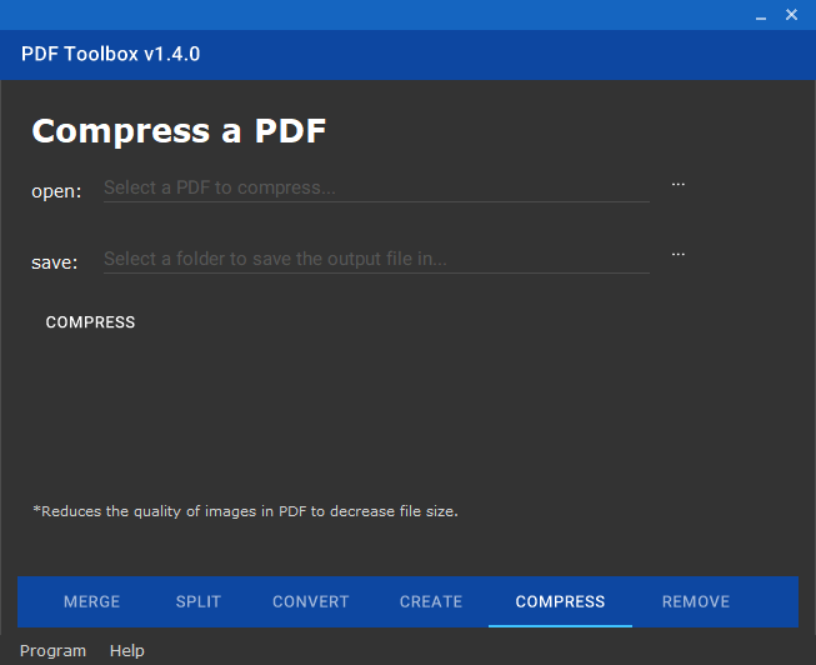 PDF Toolbox v1.4.0
Compress a PDF
open: Select a PDF to compress... ...
save: Select a folder to save the output file in... ...
COMPRESS
*Reduces the quality of images in PDF to decrease file size.
MERGE SPLIT CONVERT CREATE COMPRESS REMOVE
Program Help